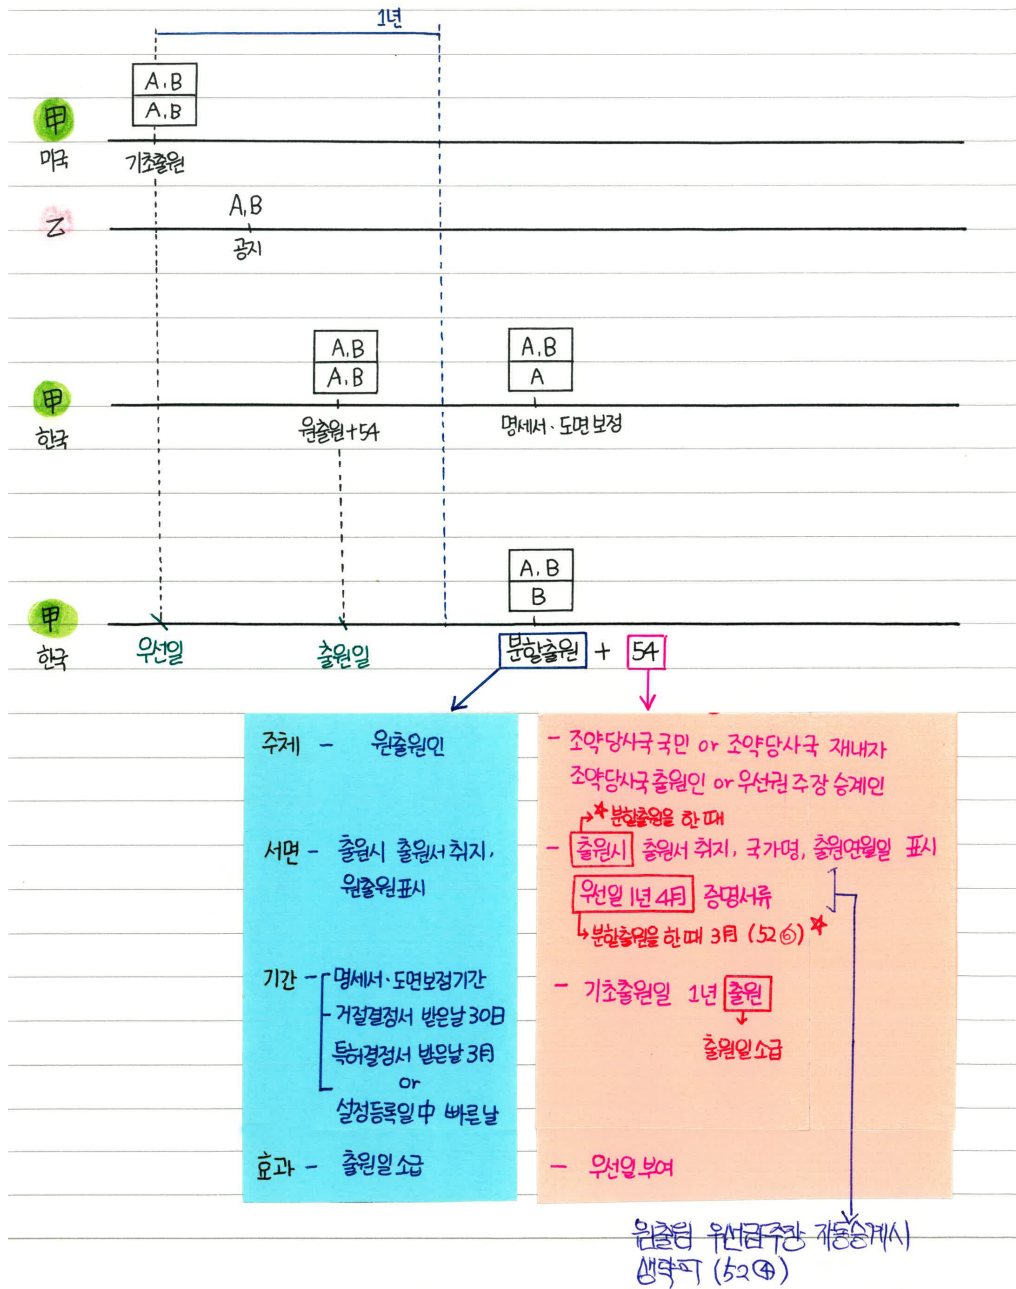 1년
A, B
A, B
甲
미국
기초출원
乙
A, B
공지
A, B
A, B
A, B
A
甲
한국
원출원+54
명세서·도면보정
A, B
B
甲
한국
우선일
출원일
분할출원 + 54
주체 - 원출원인
서면 - 출원시 출원서 취지,
원출원 표시
기간 - 명세서·도면보정기간
- 거절결정서 받은날 30日
특허결정서 받은날 3月
or
설정등록일 中 빠른날
효과 - 출원일 소급
- 조약당사국 국민 or 조약당사국 재내자
조약당사국 출원인 or 우선권 주장 승계인
→★분할출원을 한 때
- 출원시 출원서 취지, 국가명, 출원연월일 표시
우선일 1년 4月 증명서류
→분할출원을 한 때 3月 (52⑥) ☆
- 기초출원일 1년 출원
출원일 소급
- 우선일 부여
원출원 우선권주장 자동승계시
생략可 (52④)